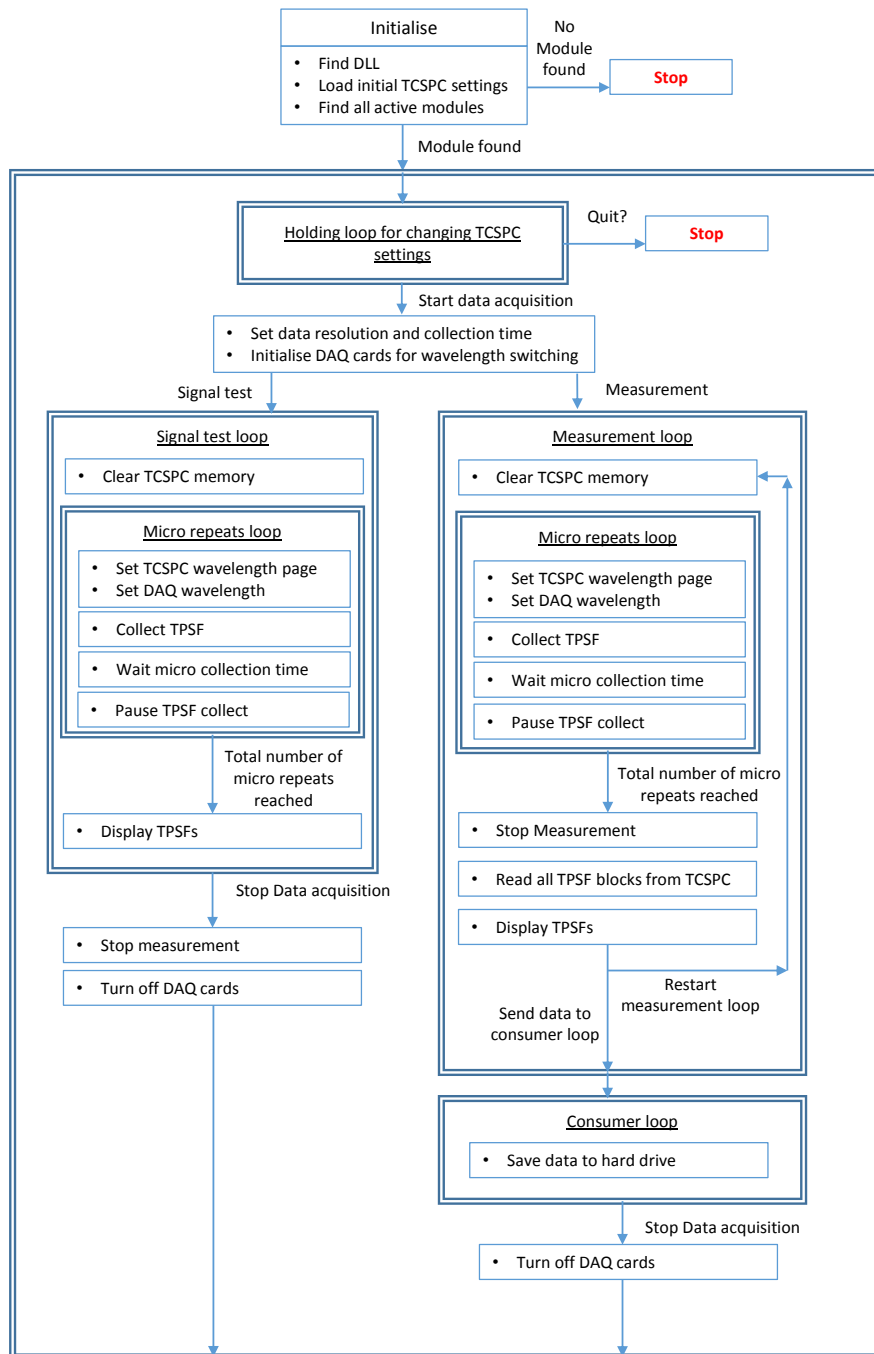 Initialise
• Find DLL
• Load initial TCSPC settings
• Find all active modules
No
Module
found
Stop
Module found
Holding loop for changing TCSPC
settings
Quit?
Stop
Start data acquisition
• Set data resolution and collection time
• Initialise DAQ cards for wavelength switching
Signal test
Measurement
Signal test loop
• Clear TCSPC memory
Micro repeats loop
• Set TCSPC wavelength page
• Set DAQ wavelength
• Collect TPSF
• Wait micro collection time
• Pause TPSF collect
Total number of
micro repeats
reached
• Display TPSFs
Stop Data acquisition
• Stop measurement
• Turn off DAQ cards
Measurement loop
• Clear TCSPC memory
Micro repeats loop
• Set TCSPC wavelength page
• Set DAQ wavelength
• Collect TPSF
• Wait micro collection time
• Pause TPSF collect
Total number of micro
repeats reached
• Stop Measurement
• Read all TPSF blocks from TCSPC
• Display TPSFs
Restart
measurement loop
Send data to
consumer loop
Consumer loop
• Save data to hard drive
Stop Data acquisition
• Turn off DAQ cards